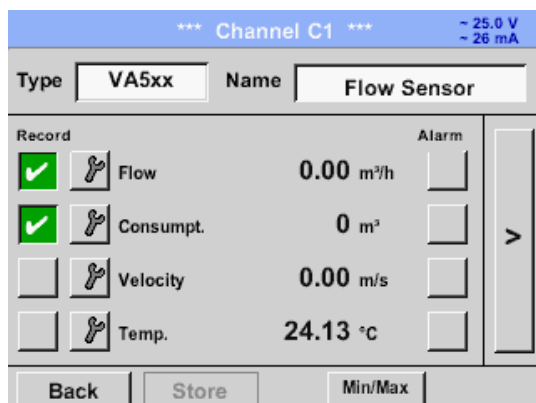 *** Channel C1 ***
~ 25.0 V
~ 26 mA
Type VA5xx Name Flow Sensor
Record Alarm
Flow 0.00 m³/h
Consumpt. 0 m³
Velocity 0.00 m/s
Temp. 24.13 °C
>
Back Store Min/Max